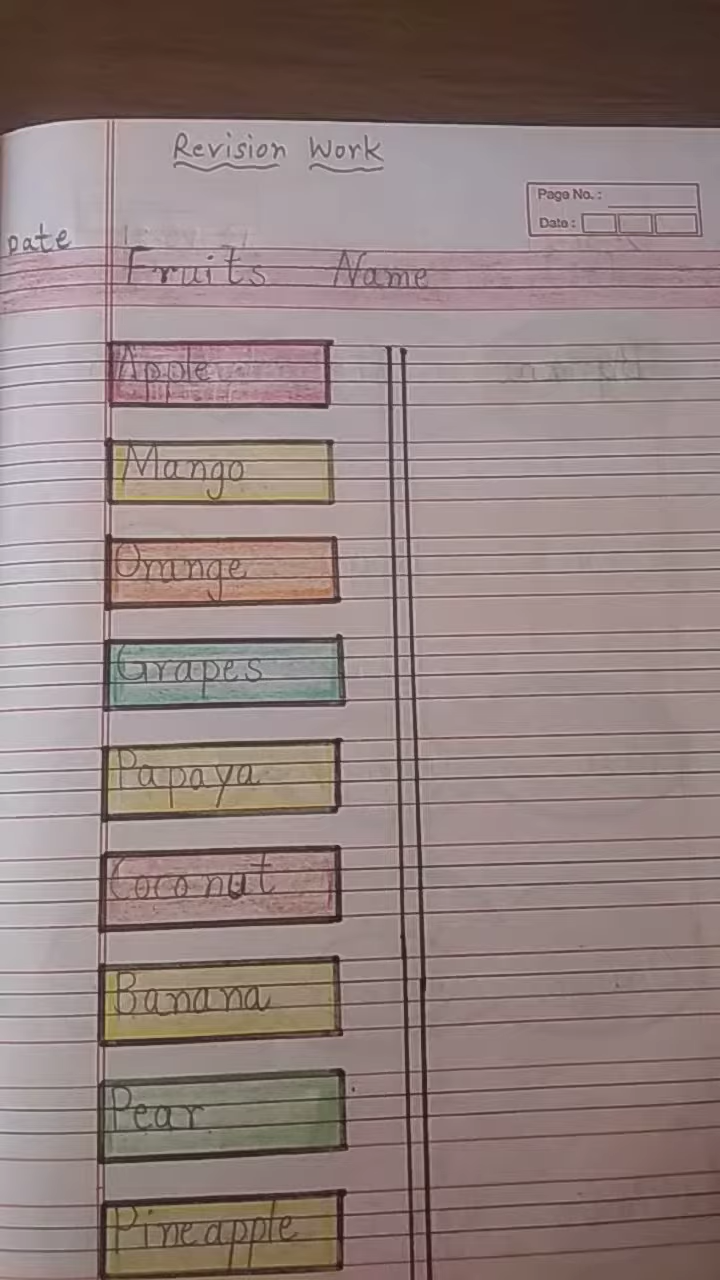 Revision Work
Page No. :
Date :
Date
Fruits Name
Apple
Mango
Orange
Grapes
Papaya
Coconut
Banana
Pear
Pineapple